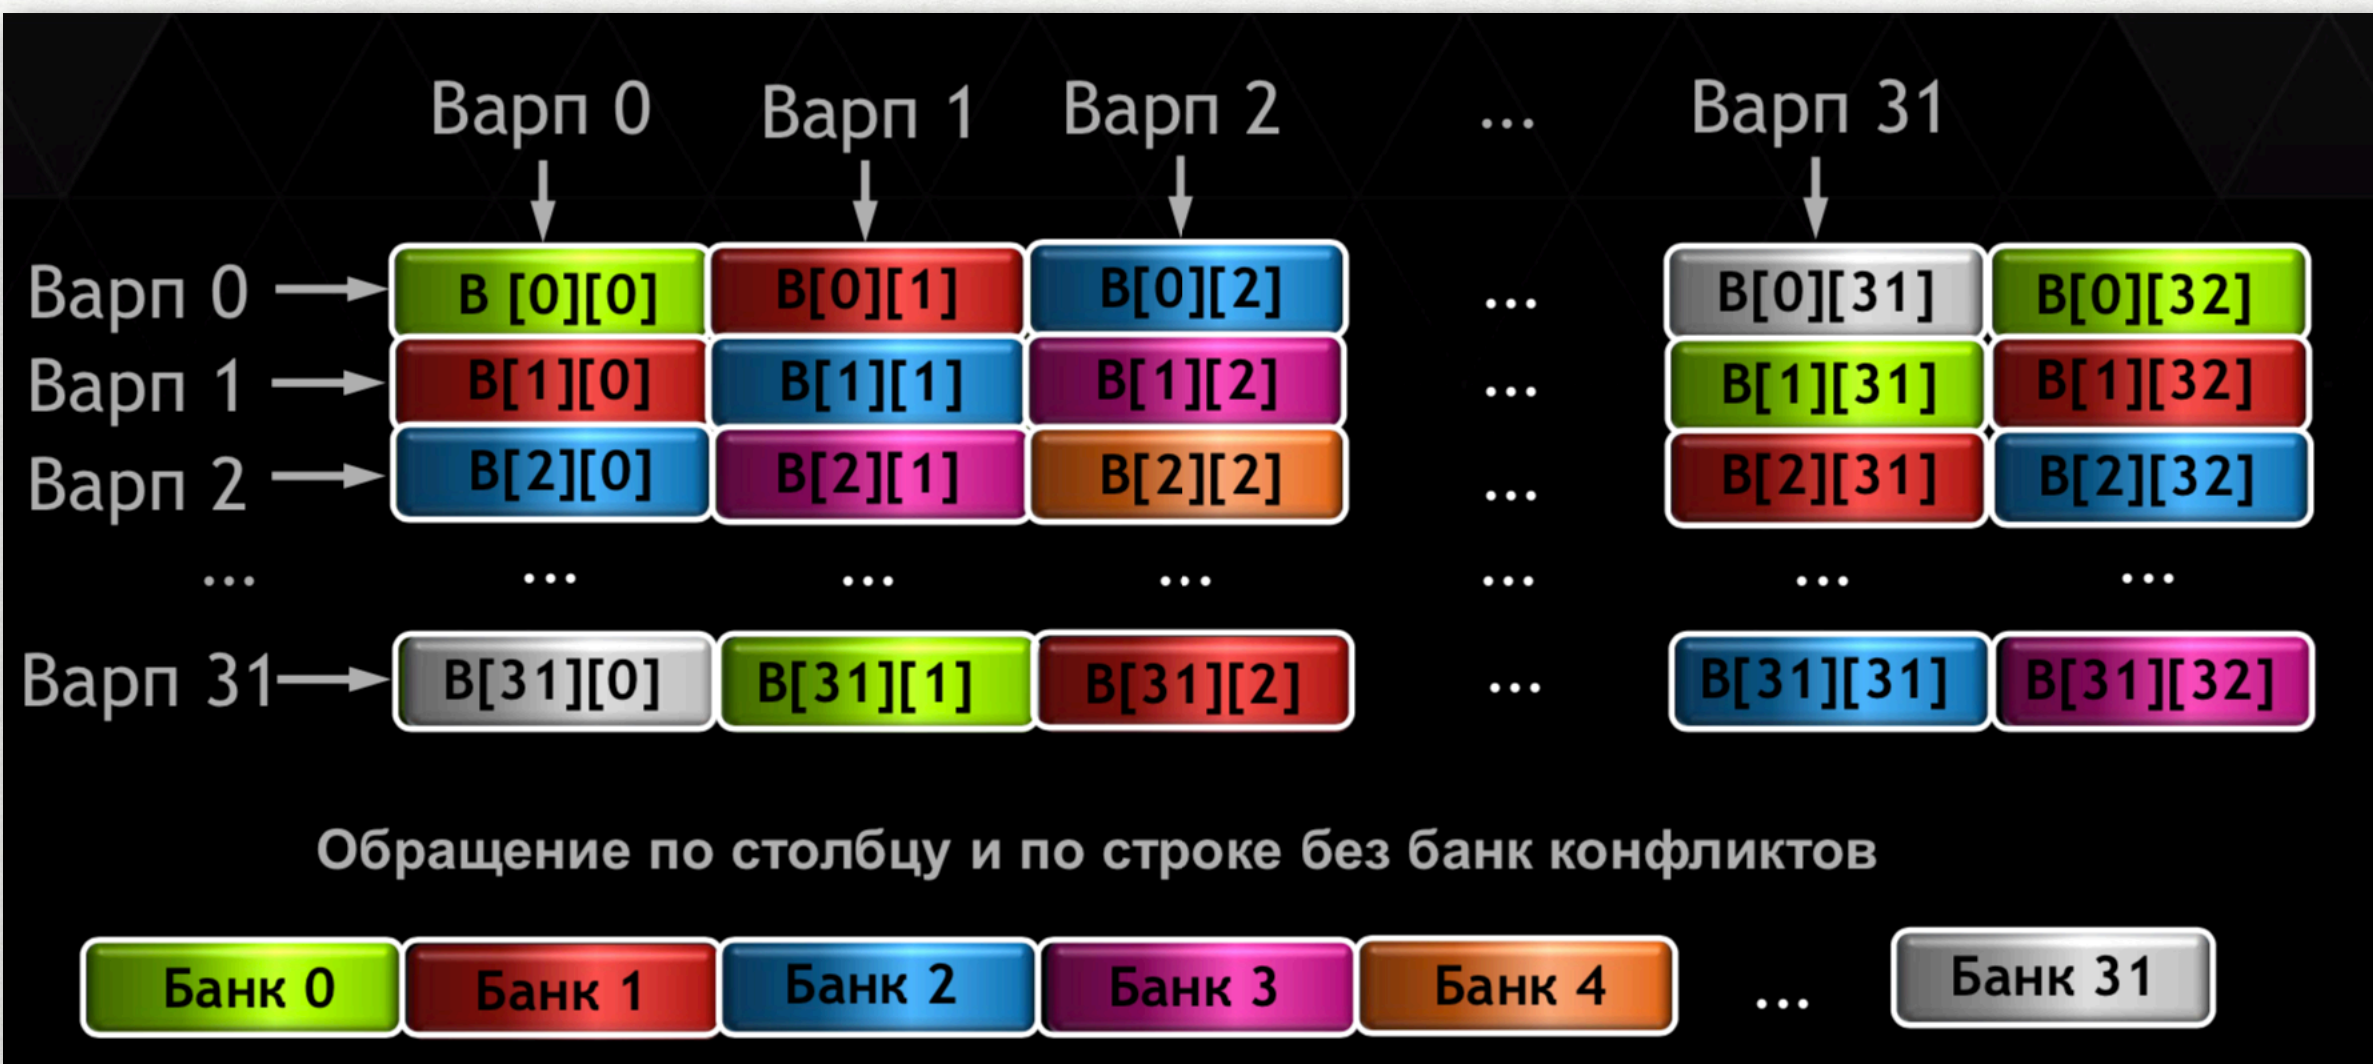 Варп 0 Варп 1 Варп 2 ... Варп 31
Варп 0 B [0][0] B[0][1] B[0][2] ... B[0][31] B[0][32]
Варп 1 B[1][0] B[1][1] B[1][2] ... B[1][31] B[1][32]
Варп 2 B[2][0] B[2][1] B[2][2] ... B[2][31] B[2][32]
... ... ... ... ... ... ...
Варп 31 B[31][0] B[31][1] B[31][2] ... B[31][31] B[31][32]
Обращение по столбцу и по строке без банк конфликтов
Банк 0 Банк 1 Банк 2 Банк 3 Банк 4 ... Банк 31